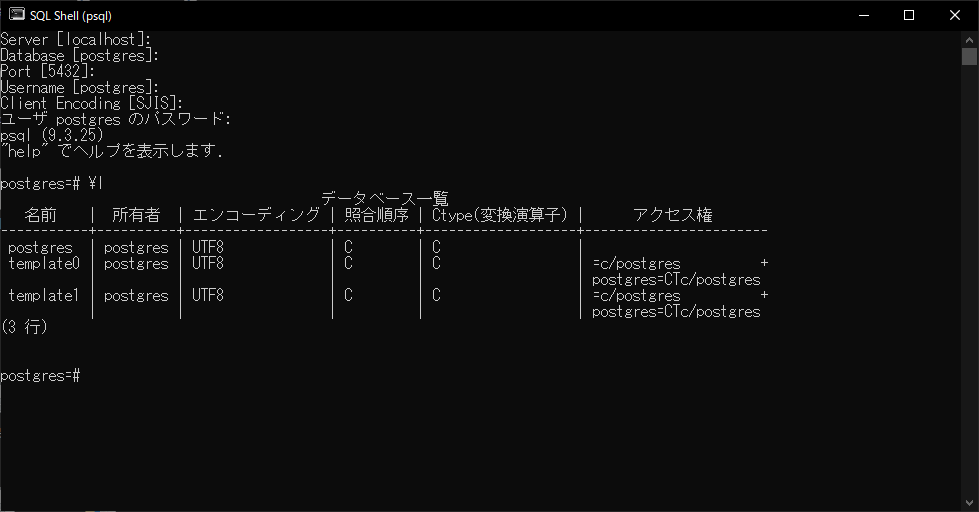 SQL Shell (psql)
Server [localhost]:
Database [postgres]:
Port [5432]:
Username [postgres]:
Client Encoding [SJIS]:
ユーザ postgres のパスワード:
psql (9.3.25)
"help" でヘルプを表示します.
postgres=# \l
データベース一覧
名前 | 所有者 | エンコーディング | 照合順序 | Ctype(変換演算子) | アクセス権
-----------+----------+------------------+----------+-------------------+-----------------------
postgres | postgres | UTF8 | C | C |
template0 | postgres | UTF8 | C | C | =c/postgres +
| | | | | postgres=CTc/postgres
template1 | postgres | UTF8 | C | C | =c/postgres +
| | | | | postgres=CTc/postgres
(3 行)
postgres=#